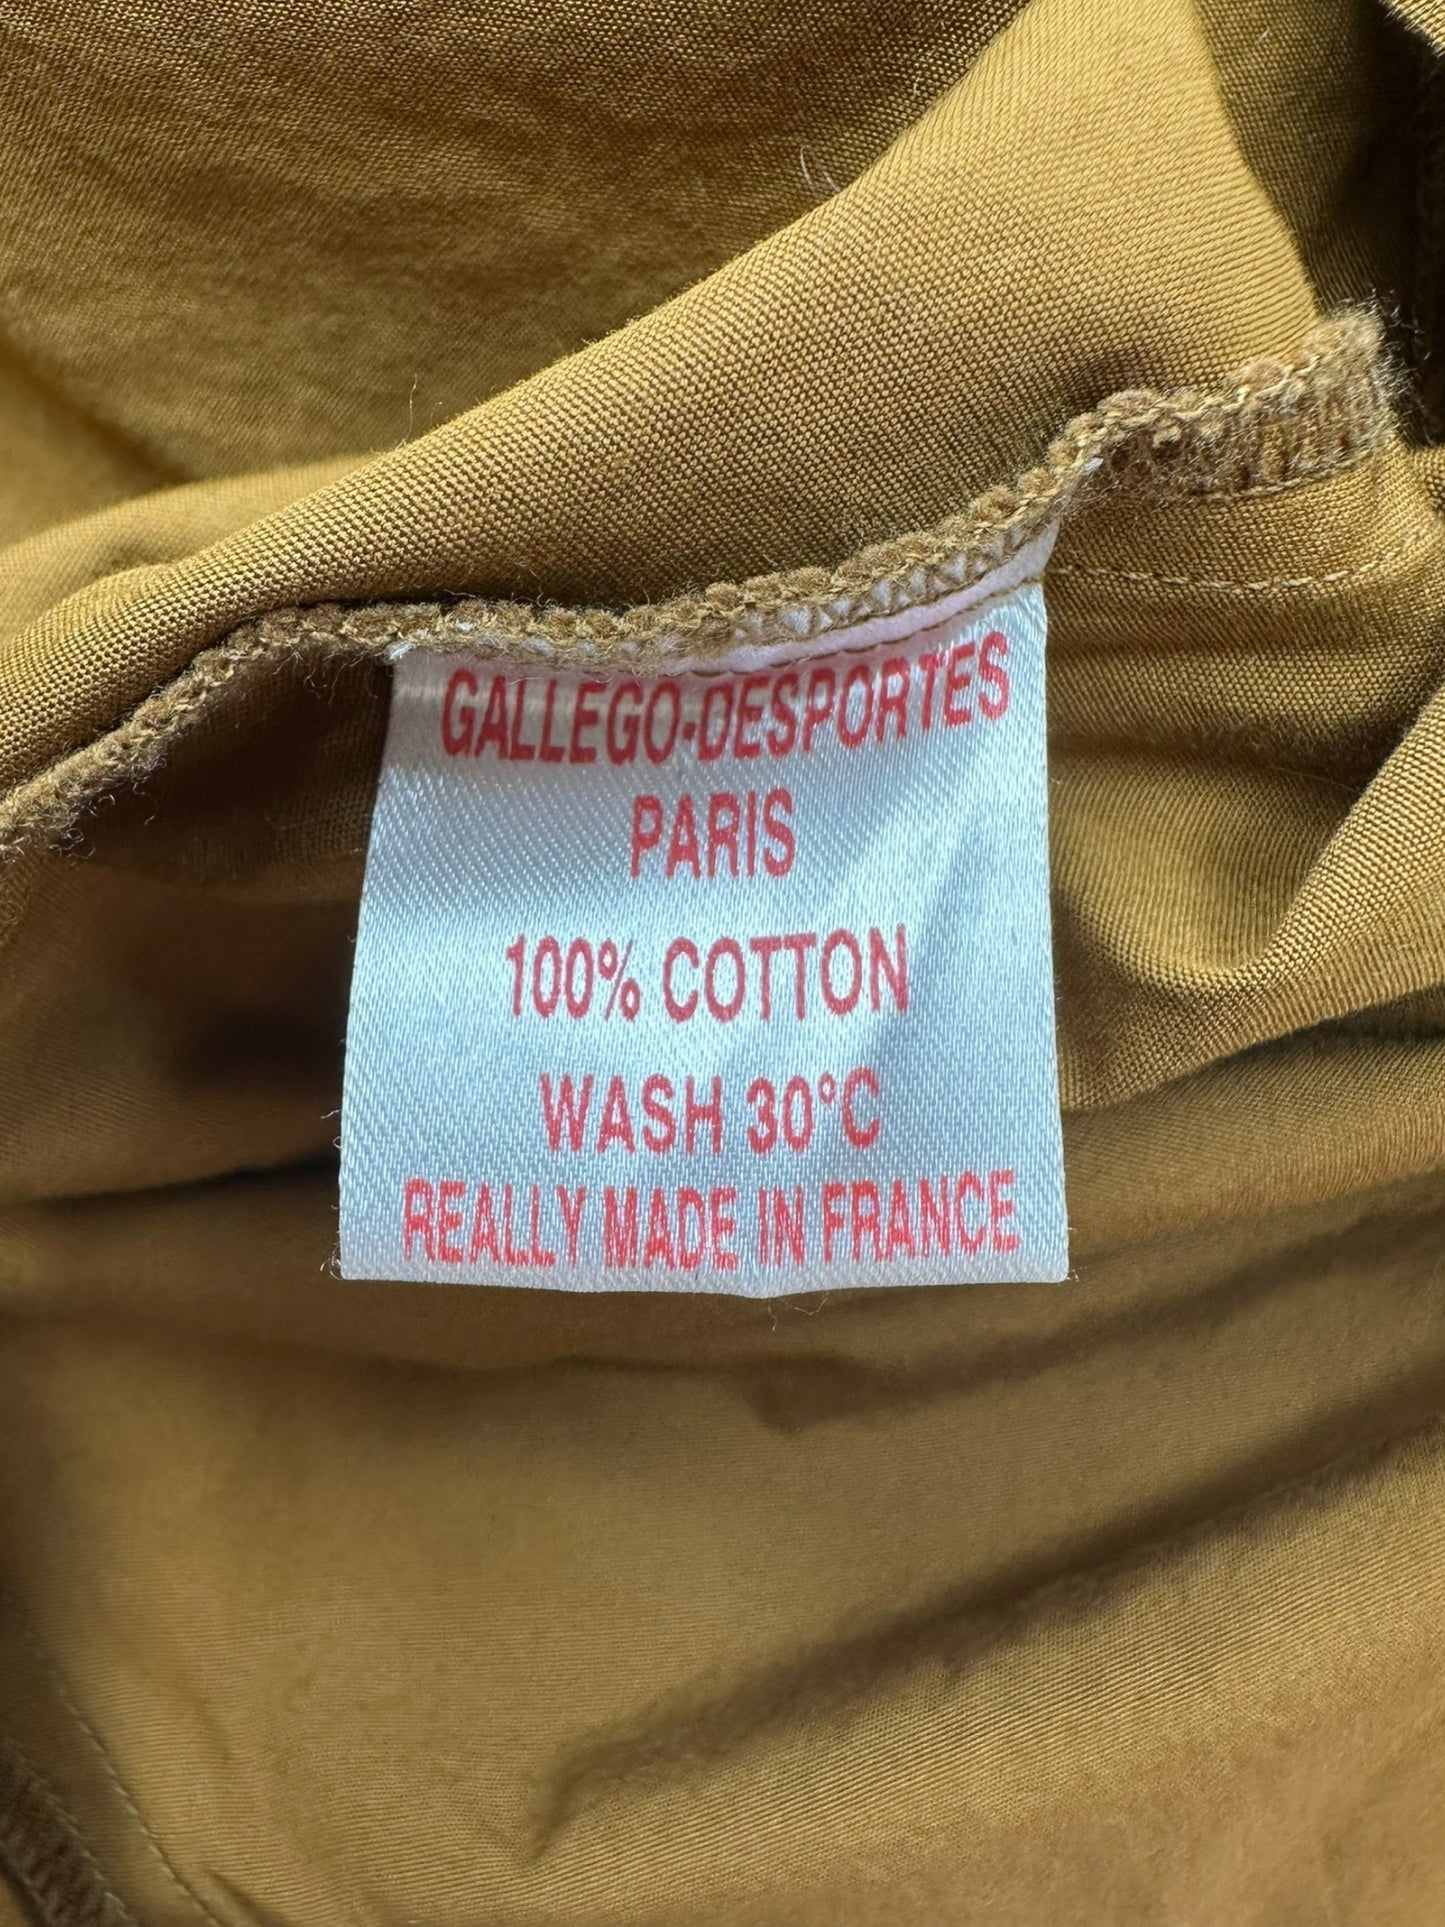 GALLEGO-DESPORTES
PARIS
100% COTTON
WASH 30°C
REALLY MADE IN FRANCE